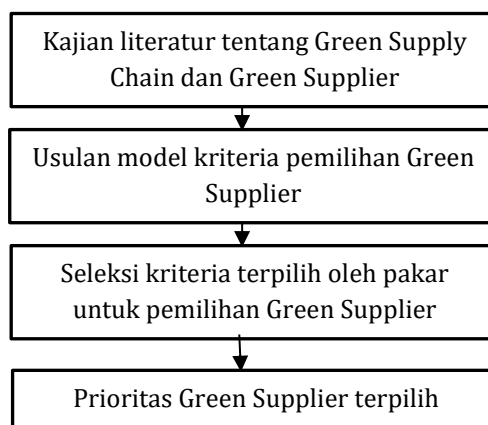 Kajian literatur tentang Green Supply
Chain dan Green Supplier
Usulan model kriteria pemilihan Green
Supplier
Seleksi kriteria terpilih oleh pakar
untuk pemilihan Green Supplier
Prioritas Green Supplier terpilih